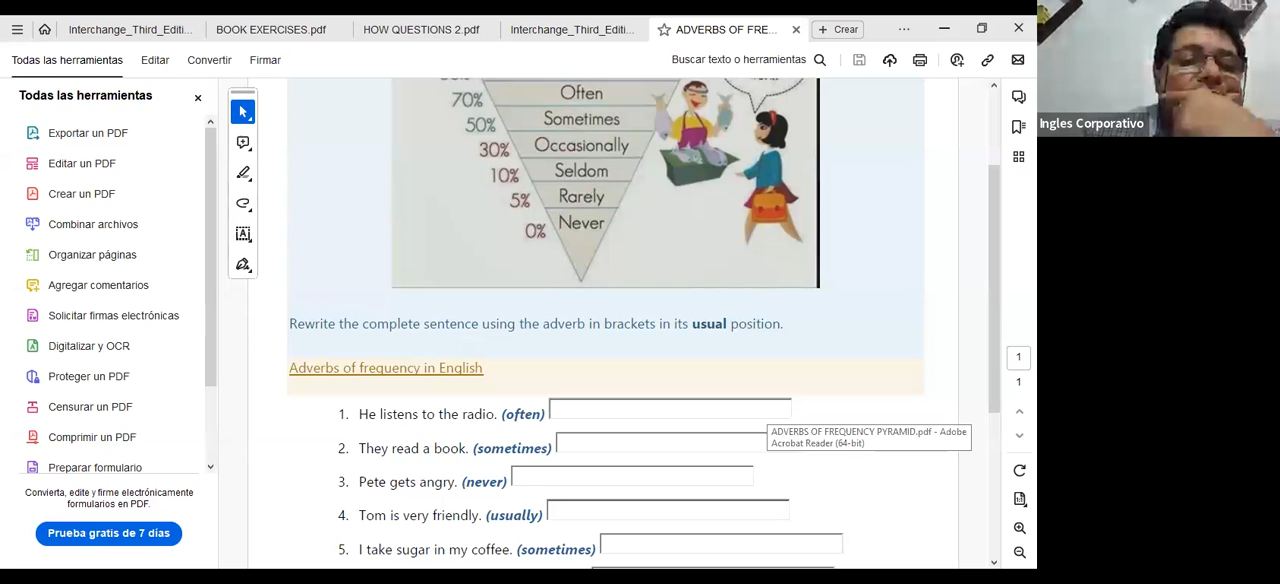 Interchange_Third_Editi...
BOOK EXERCISES.pdf
HOW QUESTIONS 2.pdf
Interchange_Third_Editi...
ADVERBS OF FRE...
Crear
Todas las herramientas
Editar
Convertir
Firmar
Buscar texto o herramientas
Todas las herramientas
Exportar un PDF
Editar un PDF
Crear un PDF
Combinar archivos
Organizar páginas
Agregar comentarios
Solicitar firmas electrónicas
Digitalizar y OCR
Proteger un PDF
Censurar un PDF
Comprimir un PDF
Preparar formulario
Convierta, edite y firme electrónicamente
formularios en PDF.
Prueba gratis de 7 días
70% Often
50% Sometimes
30% Occasionally
10% Seldom
5% Rarely
0% Never
Rewrite the complete sentence using the adverb in brackets in its usual position.
Adverbs of frequency in English
1. He listens to the radio. (often)
2. They read a book. (sometimes)
3. Pete gets angry. (never)
4. Tom is very friendly. (usually)
5. I take sugar in my coffee. (sometimes)
ADVERBS OF FREQUENCY PYRAMID.pdf - Adobe
Acrobat Reader (64-bit)
1
1
Ingles Corporativo